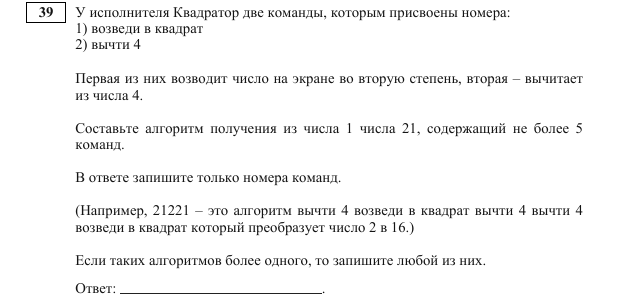 39
У исполнителя Квадратор две команды, которым присвоены номера:
1) возведи в квадрат
2) вычти 4
Первая из них возводит число на экране во вторую степень, вторая – вычитает
из числа 4.
Составьте алгоритм получения из числа 1 числа 21, содержащий не более 5
команд.
В ответе запишите только номера команд.
(Например, 21221 – это алгоритм вычти 4 возведи в квадрат вычти 4 вычти 4
возведи в квадрат который преобразует число 2 в 16.)
Если таких алгоритмов более одного, то запишите любой из них.
Ответ: ____________________________.